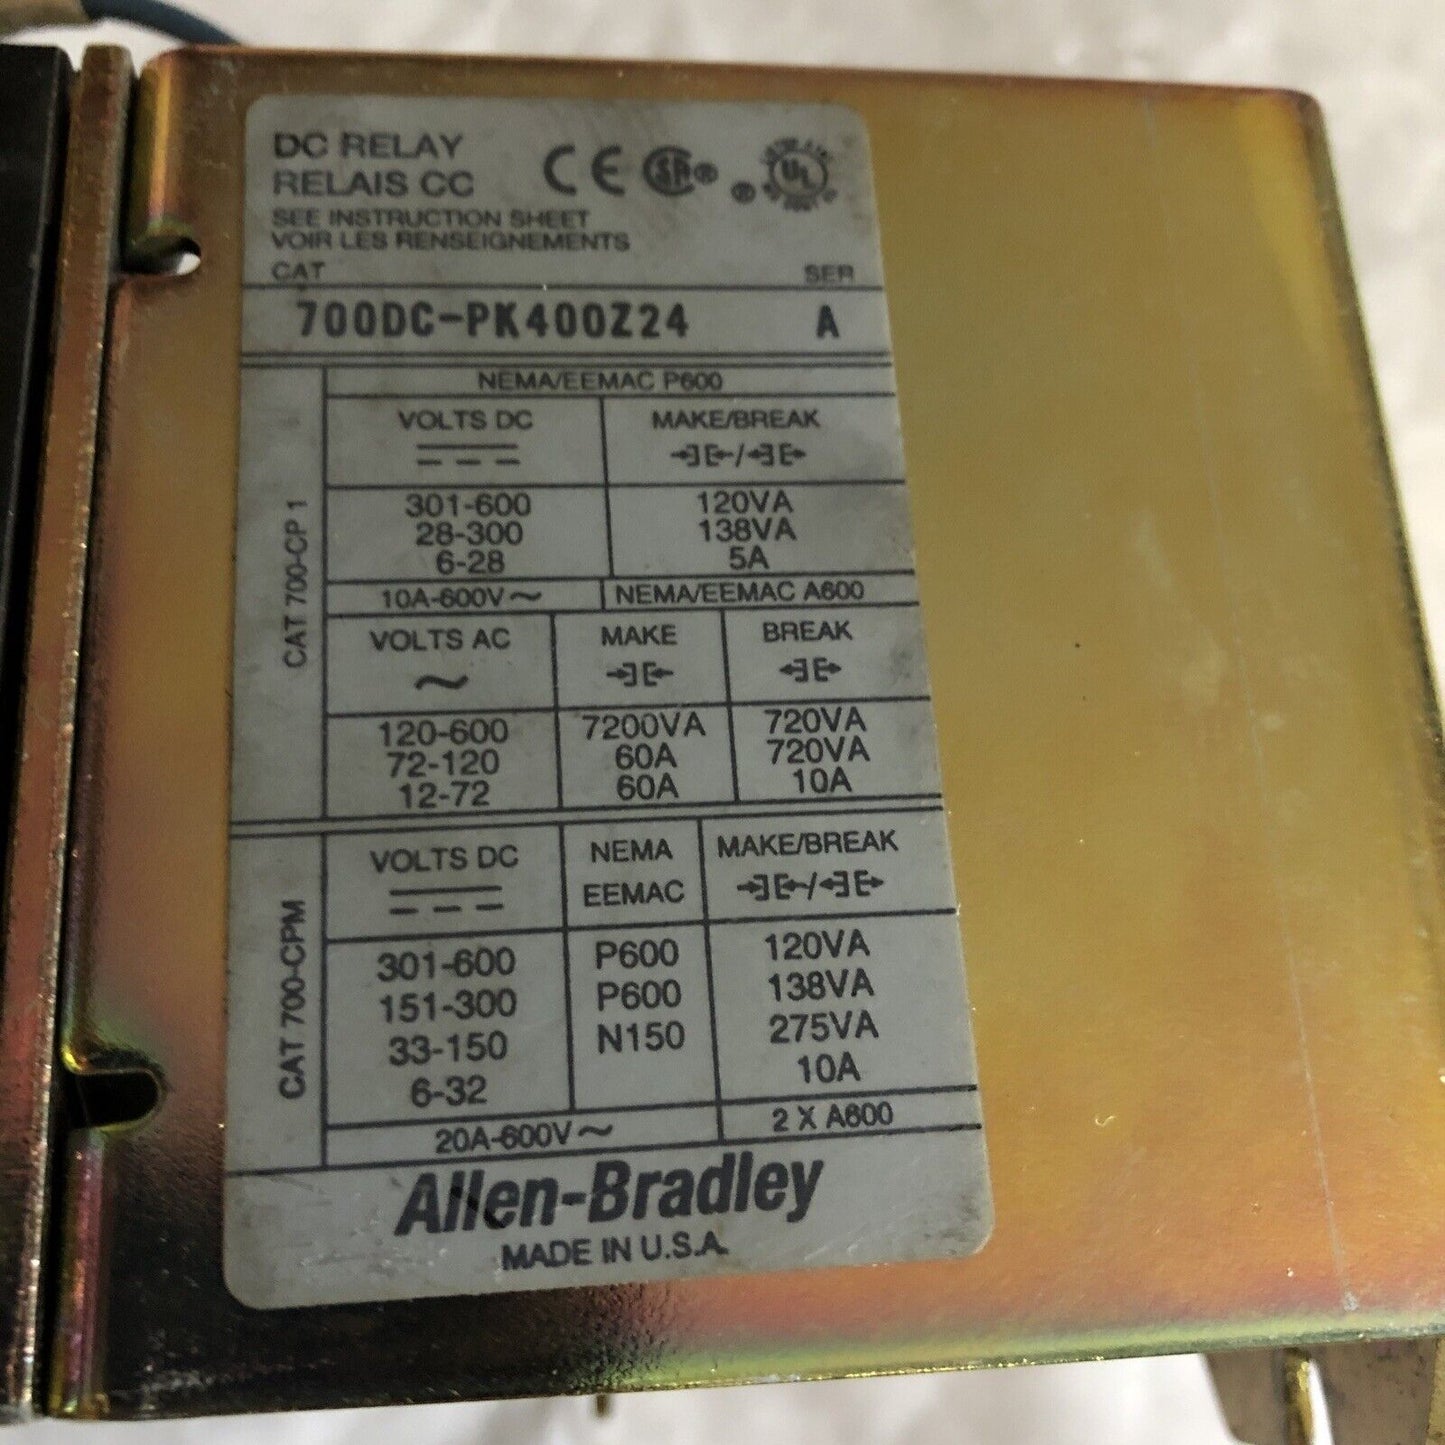 DC RELAY
RELAIS CC
CE
UL
SEE INSTRUCTION SHEET
VOIR LES RENSEIGNEMENTS
CAT SER
700DC-PK400Z24 A
CAT 700-CP 1
NEMA/EEMAC P600
VOLTS DC MAKE/BREAK
301-600 120VA
28-300 138VA
6-28 5A
10A-600V~ NEMA/EEMAC A600
VOLTS AC MAKE BREAK
120-600 7200VA 720VA
72-120 60A 720VA
12-72 60A 10A
CAT 700-CPM
VOLTS DC NEMA MAKE/BREAK
EEMAC
301-600 P600 120VA
151-300 P600 138VA
33-150 N150 275VA
6-32 10A
20A-600V~ 2 X A600
Allen-Bradley
MADE IN U.S.A.